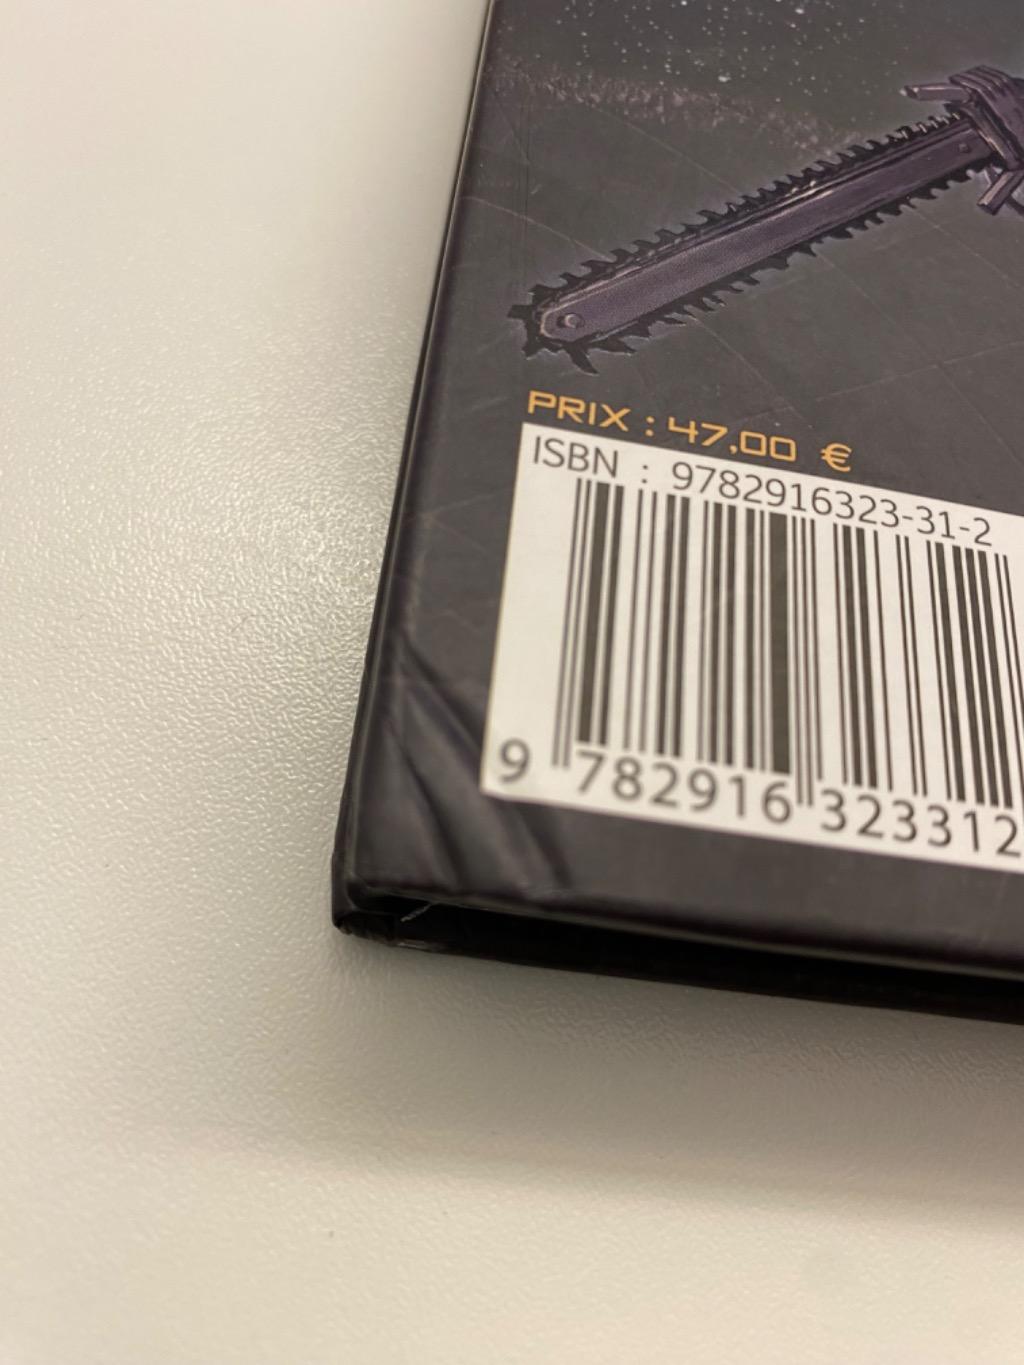 PRIX : 47,00 €
ISBN : 9782916323-31-2
9 782916 323312